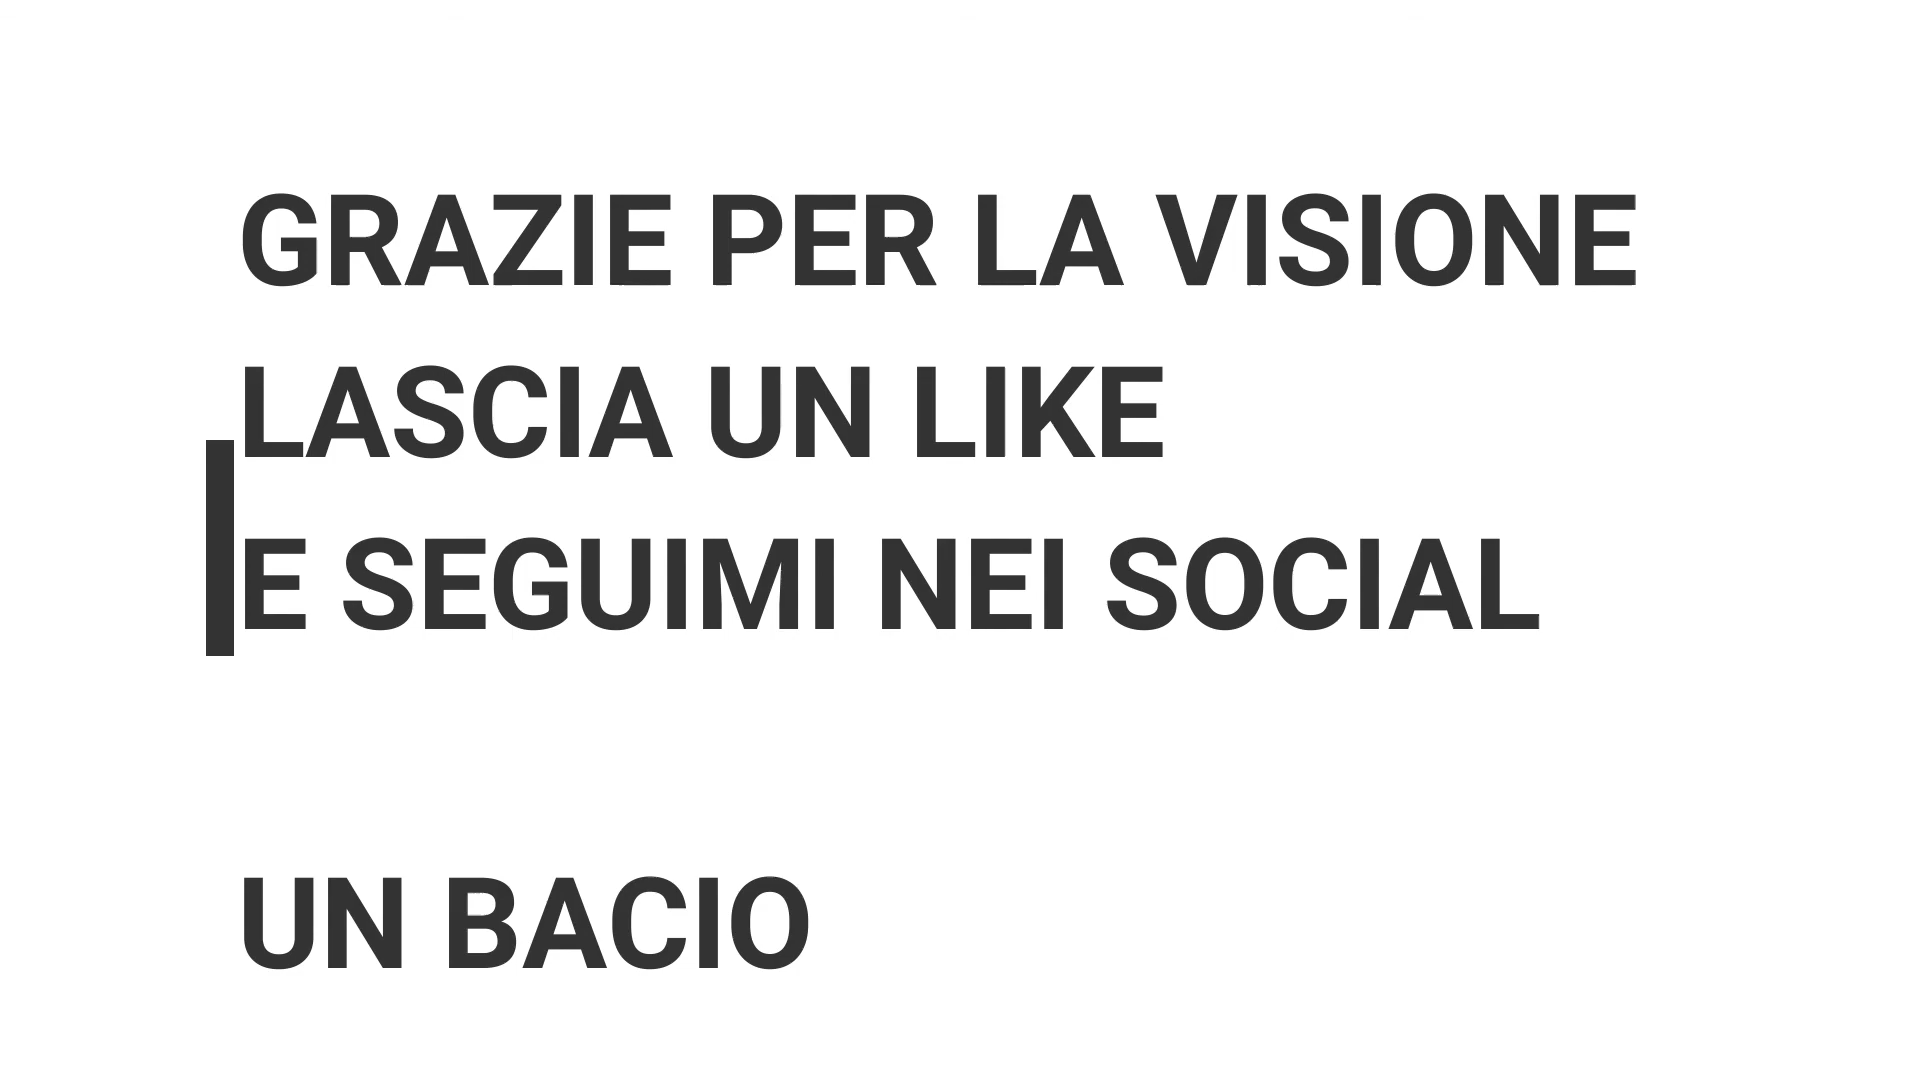 GRAZIE PER LA VISIONE
LASCIA UN LIKE
E SEGUIMI NEI SOCIAL
UN BACIO